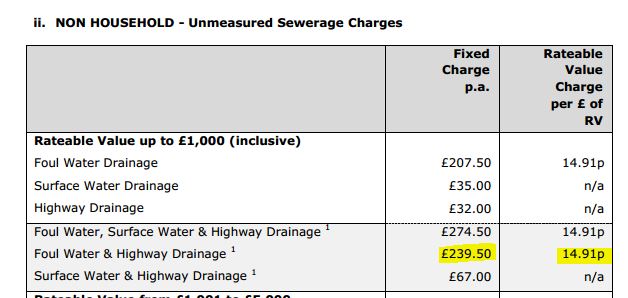 ii. NON HOUSEHOLD - Unmeasured Sewerage Charges
Fixed Charge p.a. Rateable Value Charge per £ of RV
Rateable Value up to £1,000 (inclusive)
Foul Water Drainage £207.50 14.91p
Surface Water Drainage £35.00 n/a
Highway Drainage £32.00 n/a
Foul Water, Surface Water & Highway Drainage 1 £274.50 14.91p
Foul Water & Highway Drainage 1 £239.50 14.91p
Surface Water & Highway Drainage 1 £67.00 n/a
Rateable Value from £1,001 to £5,000